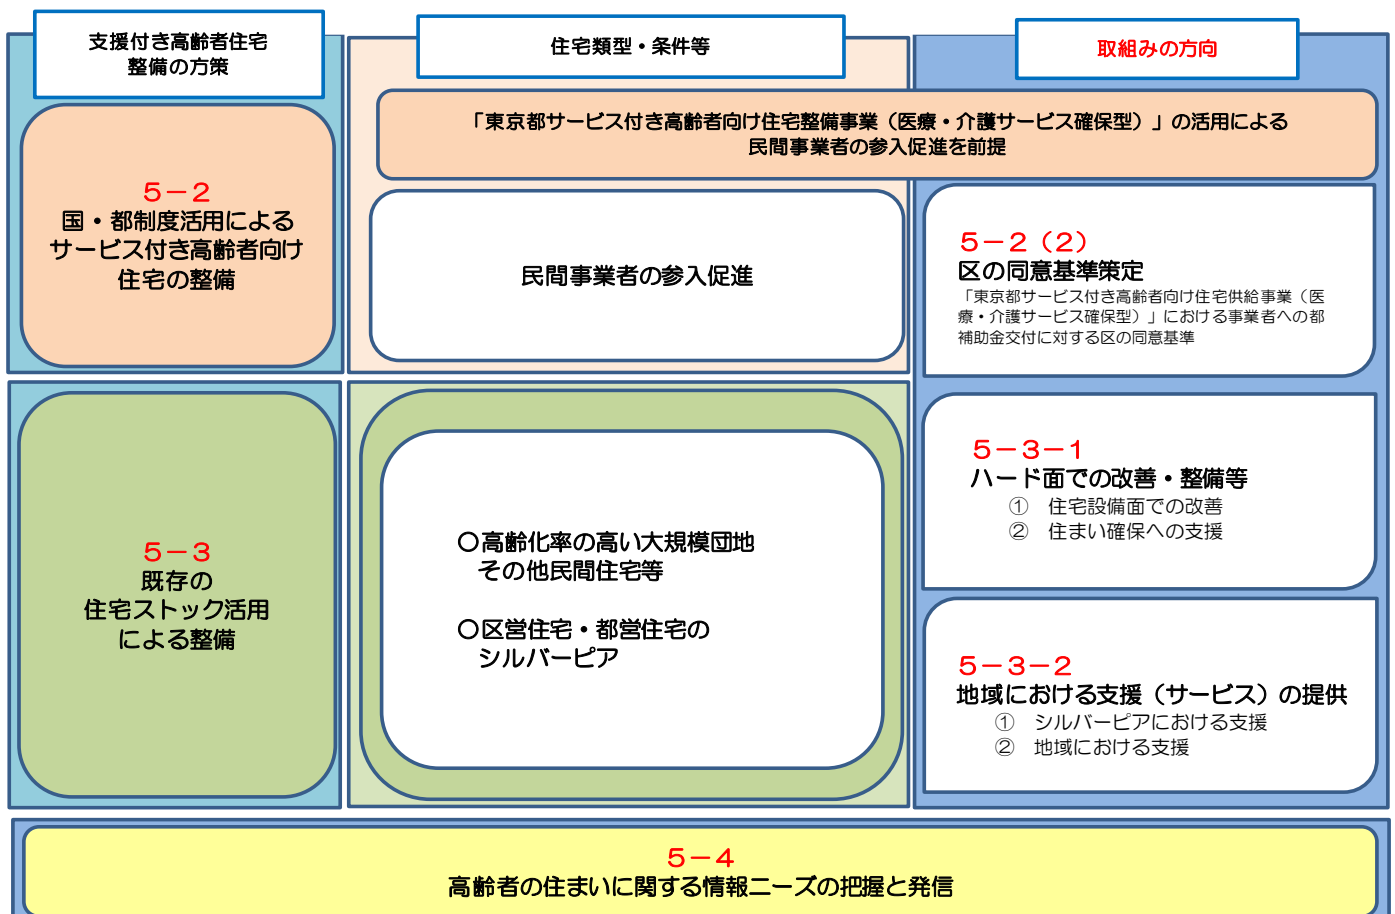 支援付き高齢者住宅
整備の方策
住宅類型・条件等
取組みの方向
「東京都サービス付き高齢者向け住宅整備事業（医療・介護サービス確保型）」の活用による
民間事業者の参入促進を前提
５－２
国・都制度活用による
サービス付き高齢者向け
住宅の整備
民間事業者の参入促進
５－２（２）
区の同意基準策定
「東京都サービス付き高齢者向け住宅供給事業（医
療・介護サービス確保型）」における事業者への都
補助金交付に対する区の同意基準
５－３
既存の
住宅ストック活用
による整備
〇高齢化率の高い大規模団地
その他民間住宅等
〇区営住宅・都営住宅の
シルバーピア
５－３－１
ハード面での改善・整備等
①　住宅設備面での改善
②　住まい確保への支援
５－３－２
地域における支援（サービス）の提供
①　シルバーピアにおける支援
②　地域における支援
５－４
高齢者の住まいに関する情報ニーズの把握と発信